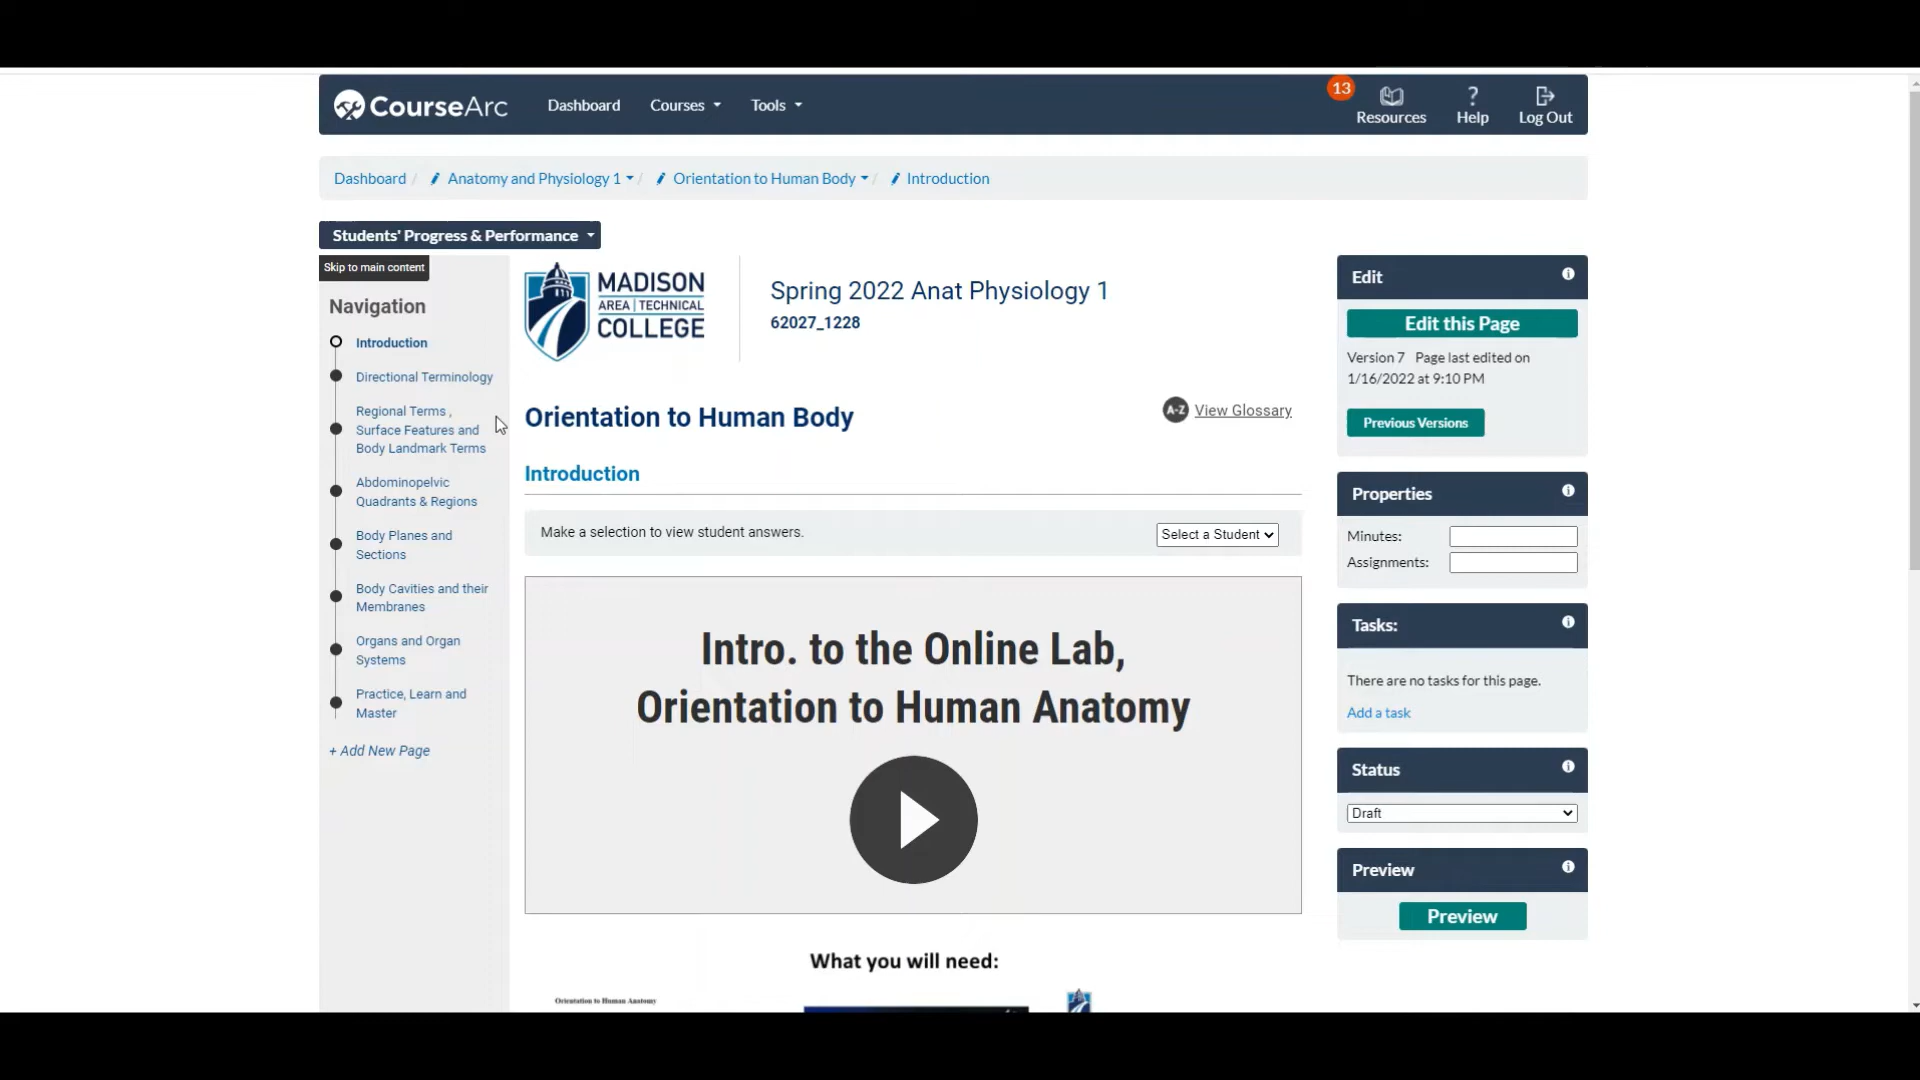 CourseArc
Dashboard
Courses
Tools
13
Resources
Help
Log Out
Dashboard / Anatomy and Physiology 1 / Orientation to Human Body / Introduction
Students' Progress & Performance
Skip to main content
Navigation
Introduction
Directional Terminology
Regional Terms ,
Surface Features and
Body Landmark Terms
Abdominopelvic
Quadrants & Regions
Body Planes and
Sections
Body Cavities and their
Membranes
Organs and Organ
Systems
Practice, Learn and
Master
+ Add New Page
MADISON
AREA | TECHNICAL
COLLEGE
Spring 2022 Anat Physiology 1
62027_1228
Orientation to Human Body
A-Z View Glossary
Introduction
Make a selection to view student answers.
Select a Student
Intro. to the Online Lab,
Orientation to Human Anatomy
What you will need:
Orientation to Human Anatomy
Edit
Edit this Page
Version 7 Page last edited on
1/16/2022 at 9:10 PM
Previous Versions
Properties
Minutes:
Assignments:
Tasks:
There are no tasks for this page.
Add a task
Status
Draft
Preview
Preview